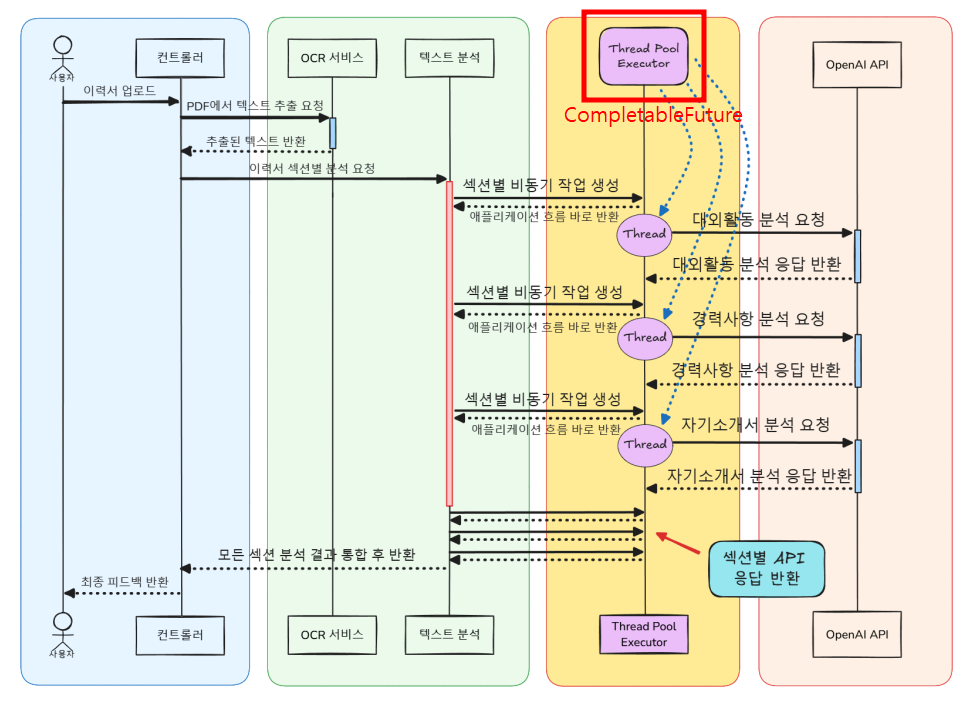 컨트롤러
OCR 서비스
텍스트 분석
Thread Pool
Executor
OpenAI API
사용자
CompletableFuture
이력서 업로드
PDF에서 텍스트 추출 요청
추출된 텍스트 반환
이력서 섹션별 분석 요청
섹션별 비동기 작업 생성
애플리케이션 흐름 바로 반환
Thread
대외활동 분석 요청
대외활동 분석 응답 반환
섹션별 비동기 작업 생성
애플리케이션 흐름 바로 반환
Thread
경력사항 분석 요청
경력사항 분석 응답 반환
섹션별 비동기 작업 생성
애플리케이션 흐름 바로 반환
Thread
자기소개서 분석 요청
자기소개서 분석 응답 반환
섹션별 API
응답 반환
모든 섹션 분석 결과 통합 후 반환
최종 피드백 반환
사용자
컨트롤러
OCR 서비스
텍스트 분석
Thread Pool
Executor
OpenAI API